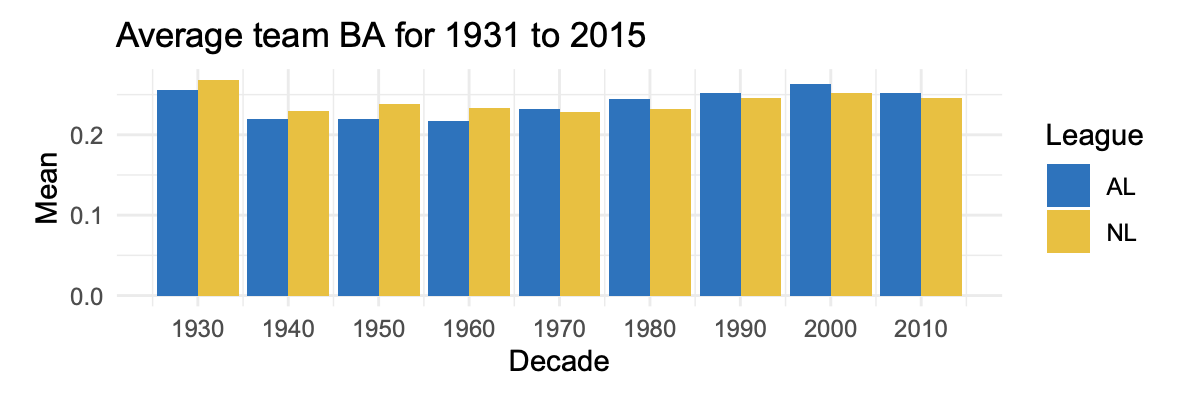 Average team BA for 1931 to 2015
Mean
0.2
0.1
0.0
1930 1940 1950 1960 1970 1980 1990 2000 2010
Decade
League
AL
NL